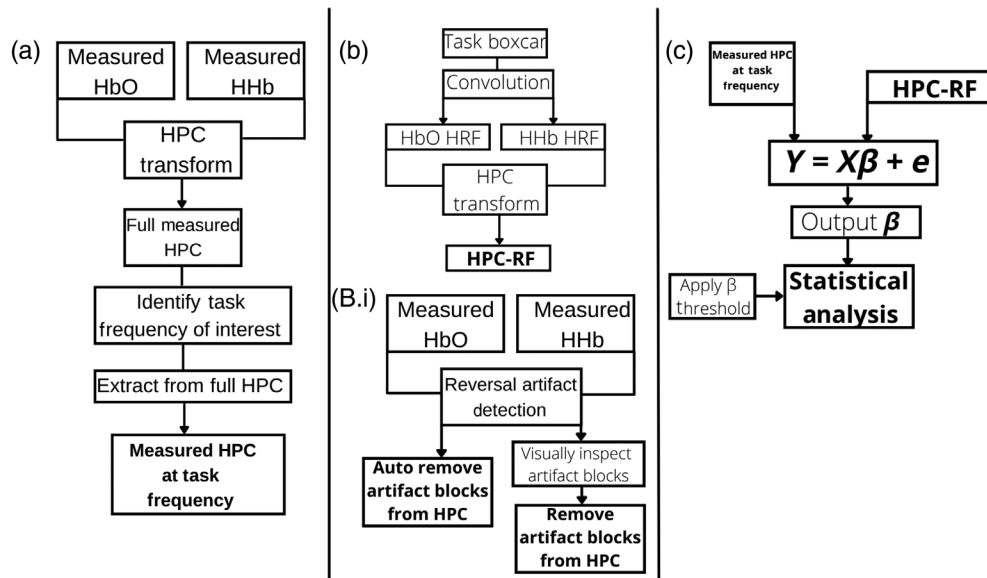 (a)
Measured
HbO
Measured
HHb
HPC
transform
Full measured
HPC
Identify task
frequency of interest
Extract from full HPC
Measured HPC
at task
frequency
(b)
Task boxcar
Convolution
HbO HRF
HHb HRF
HPC
transform
HPC-RF
(B.i)
Measured
HbO
Measured
HHb
Reversal artifact
detection
Auto remove
artifact blocks
from HPC
Visually inspect
artifact blocks
Remove
artifact blocks
from HPC
(c)
Measured HPC
at task
frequency
HPC-RF
Y = Xβ + e
Output β
Apply β
threshold
Statistical
analysis